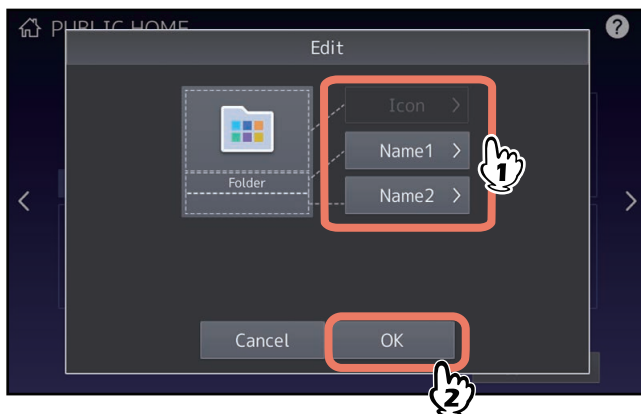 PUBLIC HOME
?
Edit
Icon >
Name1 >
Name2 >
Folder
< >
Cancel
OK
1
2